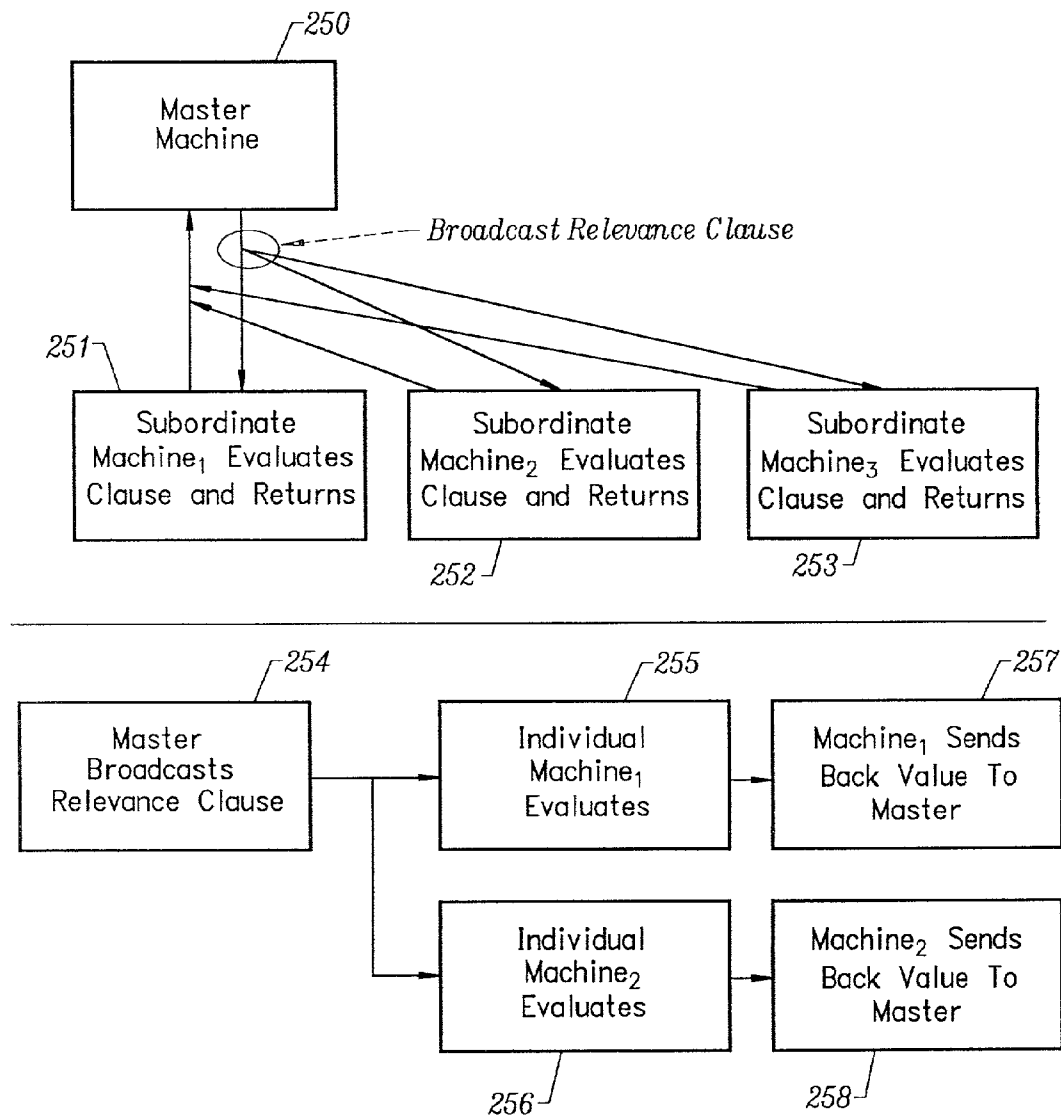 250
Master
Machine
Broadcast Relevance Clause
251
Subordinate
Machine₁ Evaluates
Clause and Returns
Subordinate
Machine₂ Evaluates
Clause and Returns
252
Subordinate
Machine₃ Evaluates
Clause and Returns
253
254
Master
Broadcasts
Relevance Clause
255
Individual
Machine₁
Evaluates
257
Machine₁ Sends
Back Value To
Master
Individual
Machine₂
Evaluates
256
Machine₂ Sends
Back Value To
Master
258